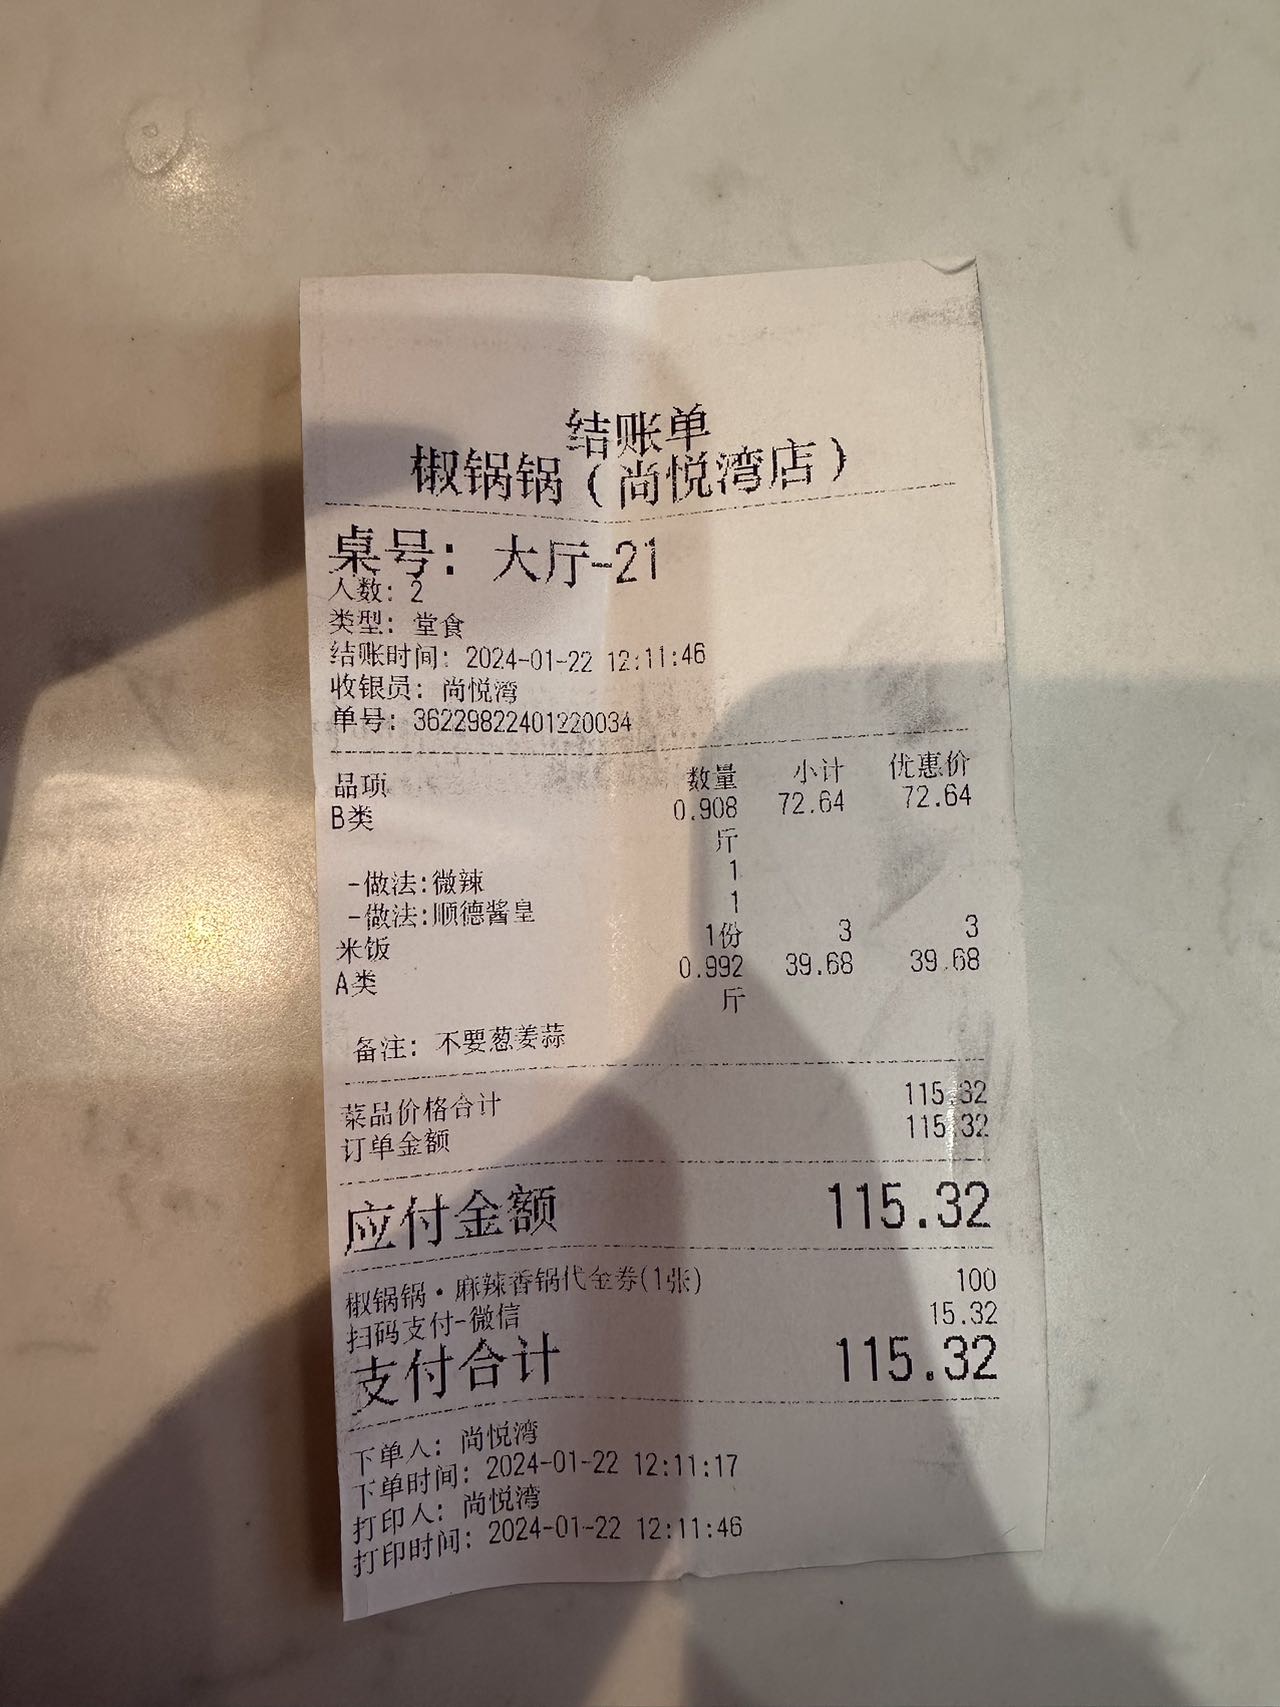 结账单
椒锅锅（尚悦湾店）
桌号：大厅-21
人数：2
类型：堂食
结账时间：2024-01-22 12:11:46
收银员：尚悦湾
单号：36229822401220034
品项 数量 小计 优惠价
B类 0.908 72.64 72.64
斤
-做法:微辣 1
-做法:顺德酱皇 1
米饭 1份 3 3
A类 0.992 39.68 39.68
斤
备注：不要葱姜蒜
菜品价格合计 115.32
订单金额 115.32
应付金额 115.32
椒锅锅·麻辣香锅代金券(1张) 100
扫码支付-微信 15.32
支付合计 115.32
下单人：尚悦湾
下单时间：2024-01-22 12:11:17
打印人：尚悦湾
打印时间：2024-01-22 12:11:46